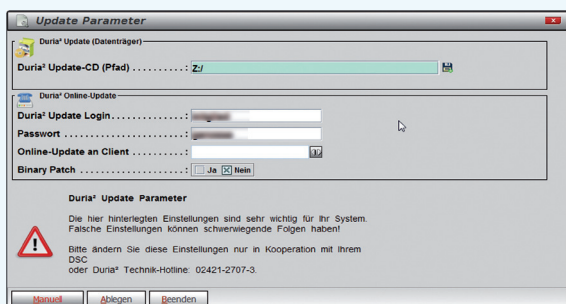 Update Parameter
Duria² Update (Datenträger)
Duria² Update-CD (Pfad) . . . . . . . . . . : Z:/
Duria² Online-Update
Duria² Update Login. . . . . . . . . . . . . . :
Passwort . . . . . . . . . . . . . . . . . . . . . . . :
Online-Update an Client . . . . . . . . . . :
Binary Patch . . . . . . . . . . . . . . . . . . . : Ja Nein
Duria² Update Parameter
Die hier hinterlegten Einstellungen sind sehr wichtig für Ihr System.
Falsche Einstellungen können schwerwiegende Folgen haben!
Bitte ändern Sie diese Einstellungen nur in Kooperation mit Ihrem
DSC
oder Duria² Technik-Hotline: 02421-2707-3.
Manuell Ablegen Beenden